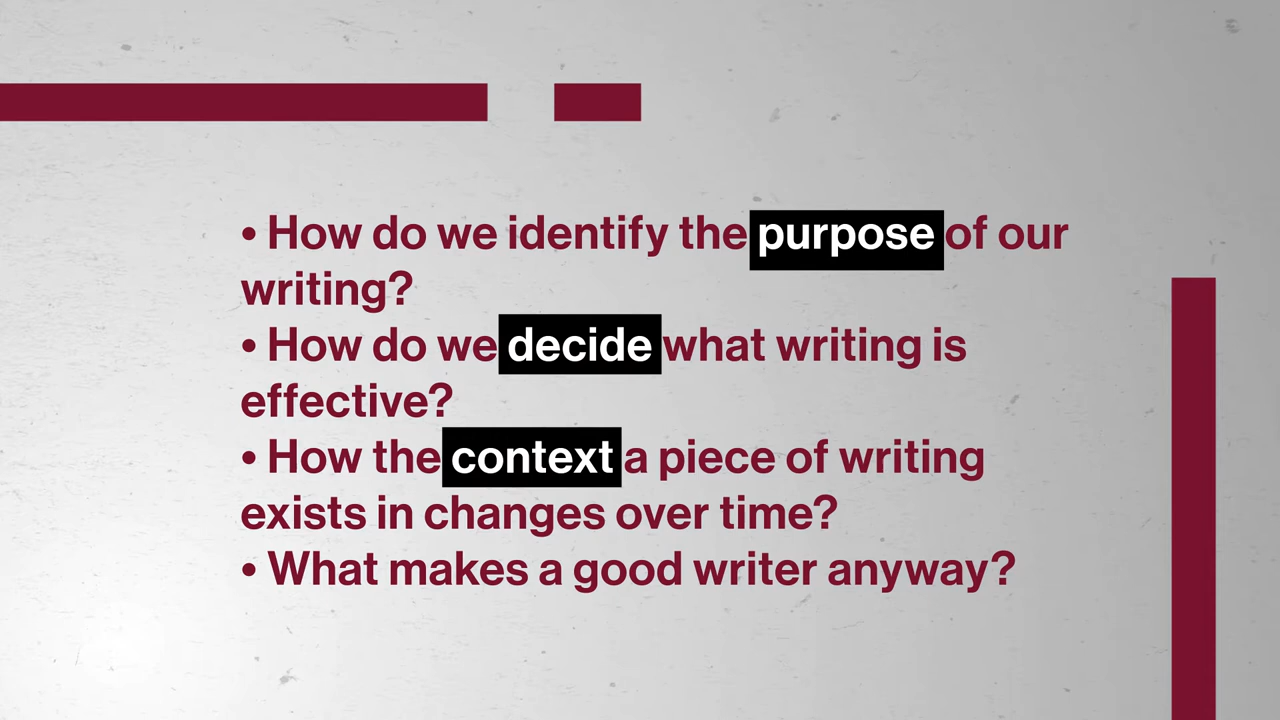 • How do we identify the purpose of our
writing?
• How do we decide what writing is
effective?
• How the context a piece of writing
exists in changes over time?
• What makes a good writer anyway?